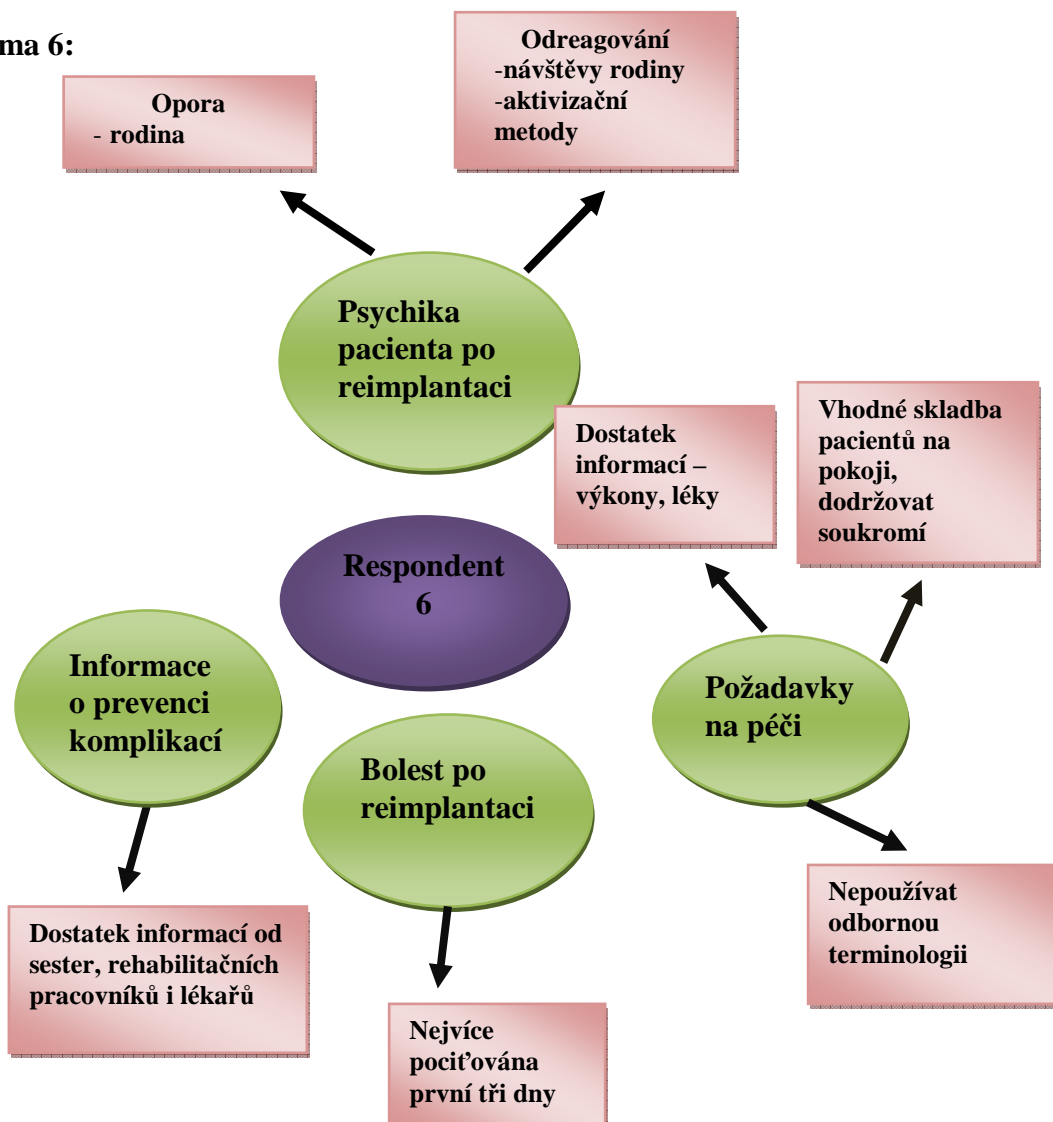 ma 6:
Opora
- rodina
Odreagování
-návštěvy rodiny
-aktivizační
metody
Psychika
pacienta po
reimplantaci
Dostatek
informací –
výkony, léky
Vhodné skladba
pacientů na
pokoji,
dodržovat
soukromí
Respondent
6
Informace
o prevenci
komplikací
Požadavky
na péči
Bolest po
reimplantaci
Nepoužívat
odbornou
terminologii
Dostatek informací od
sester, rehabilitačních
pracovníků i lékařů
Nejvíce
pociťována
první tři dny